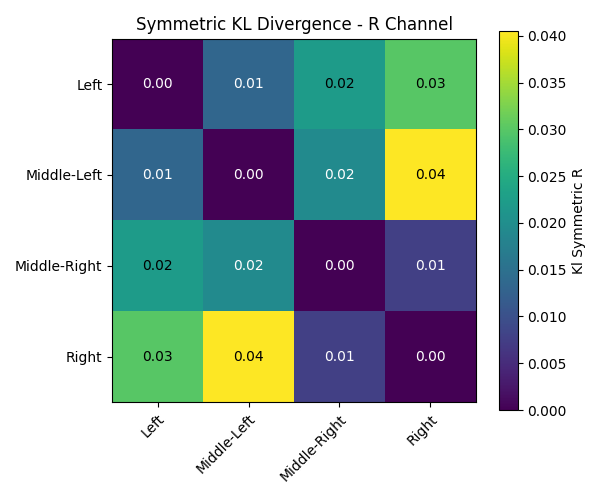 Symmetric KL Divergence - R Channel
Left 0.00 0.01 0.02 0.03
Middle-Left 0.01 0.00 0.02 0.04
Middle-Right 0.02 0.02 0.00 0.01
Right 0.03 0.04 0.01 0.00
Left Middle-Left Middle-Right Right
0.040
0.035
0.030
0.025
0.020
0.015
0.010
0.005
0.000
Kl Symmetric R